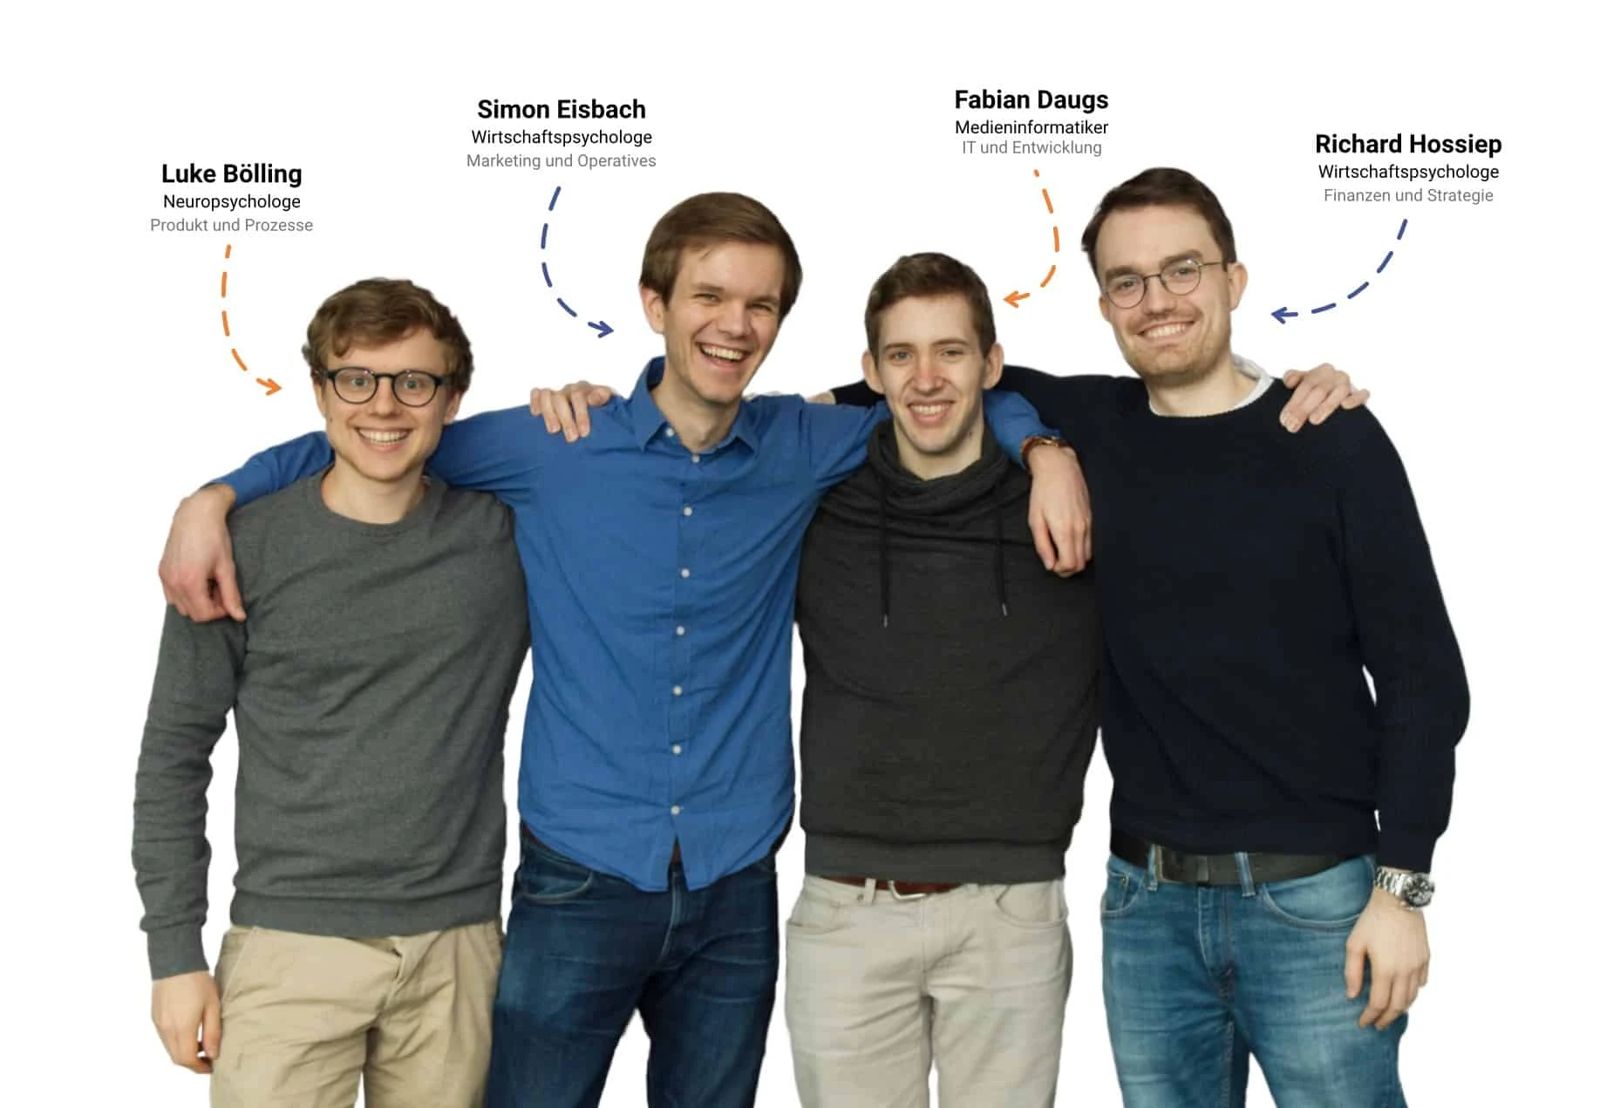 Luke Bölling
Neuropsychologe
Produkt und Prozesse
Simon Eisbach
Wirtschaftspsychologe
Marketing und Operatives
Fabian Daugs
Medieninformatiker
IT und Entwicklung
Richard Hossiep
Wirtschaftspsychologe
Finanzen und Strategie